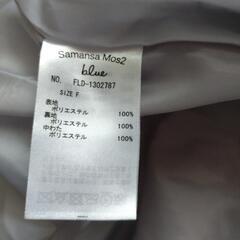 Samansa Mos2
blue
NO. FLD-1302787
SIZE F
表地
ポリエステル 100%
裏地
ポリエステル 100%
中わた
ポリエステル 100%